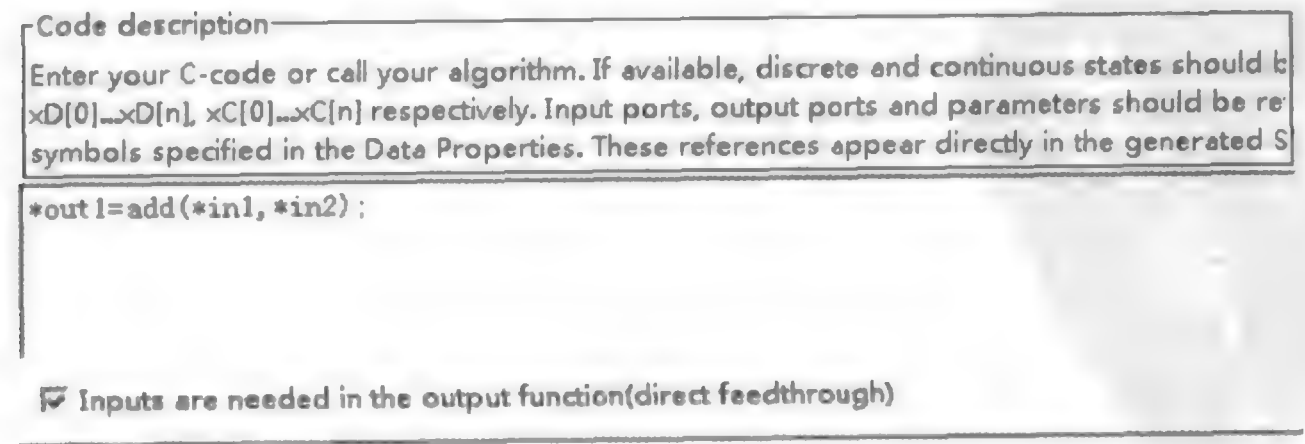 Code description
Enter your C-code or call your algorithm. If available, discrete and continuous states should b
xD[0]...xD[n], xC[0]...xC[n] respectively. Input ports, output ports and parameters should be re
symbols specified in the Data Properties. These references appear directly in the generated S
*out1=add(*in1, *in2);
Inputs are needed in the output function(direct feedthrough)